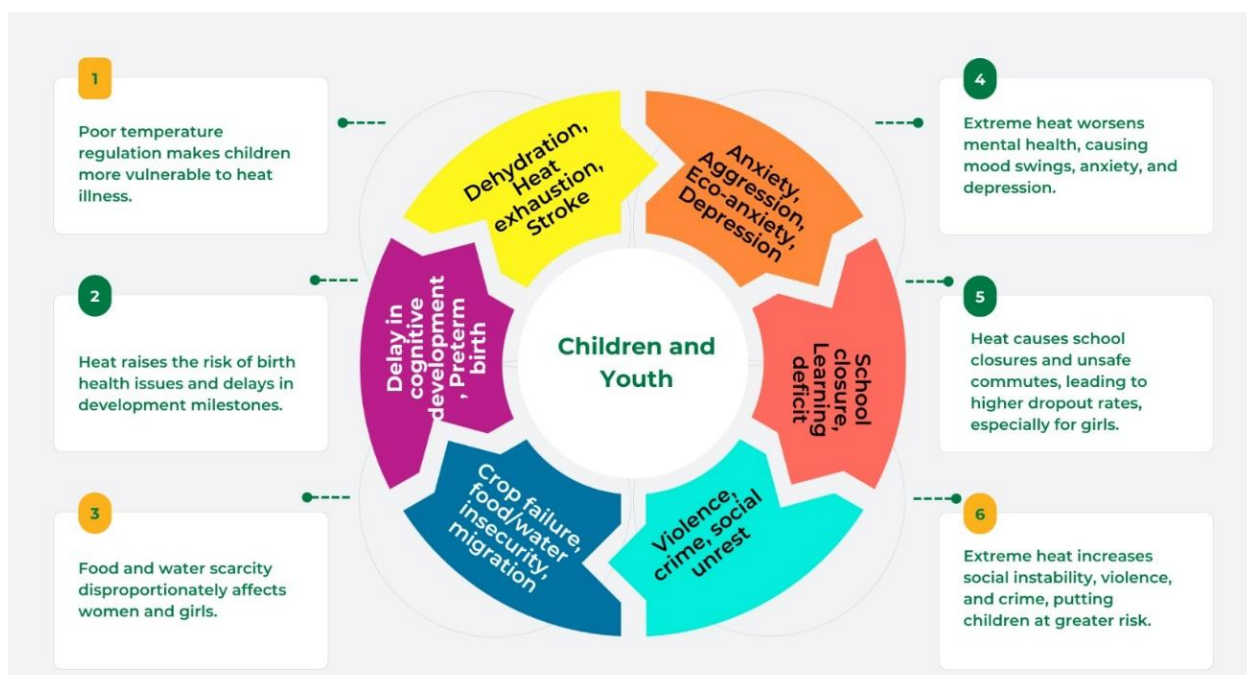 1
Poor temperature
regulation makes children
more vulnerable to heat
illness.
2
Heat raises the risk of birth
health issues and delays in
development milestones.
3
Food and water scarcity
disproportionately affects
women and girls.
Dehydration,
Heat
exhaustion,
Stroke
Anxiety,
Aggression,
Eco-anxiety,
Depression
Delay in
cognitive
development
, Preterm
birth
Children and
Youth
School
closure,
Learning
deficit
Crop failure,
food/water
insecurity,
migration
Violence,
crime, social
unrest
4
Extreme heat worsens
mental health, causing
mood swings, anxiety, and
depression.
5
Heat causes school
closures and unsafe
commutes, leading to
higher dropout rates,
especially for girls.
6
Extreme heat increases
social instability, violence,
and crime, putting
children at greater risk.